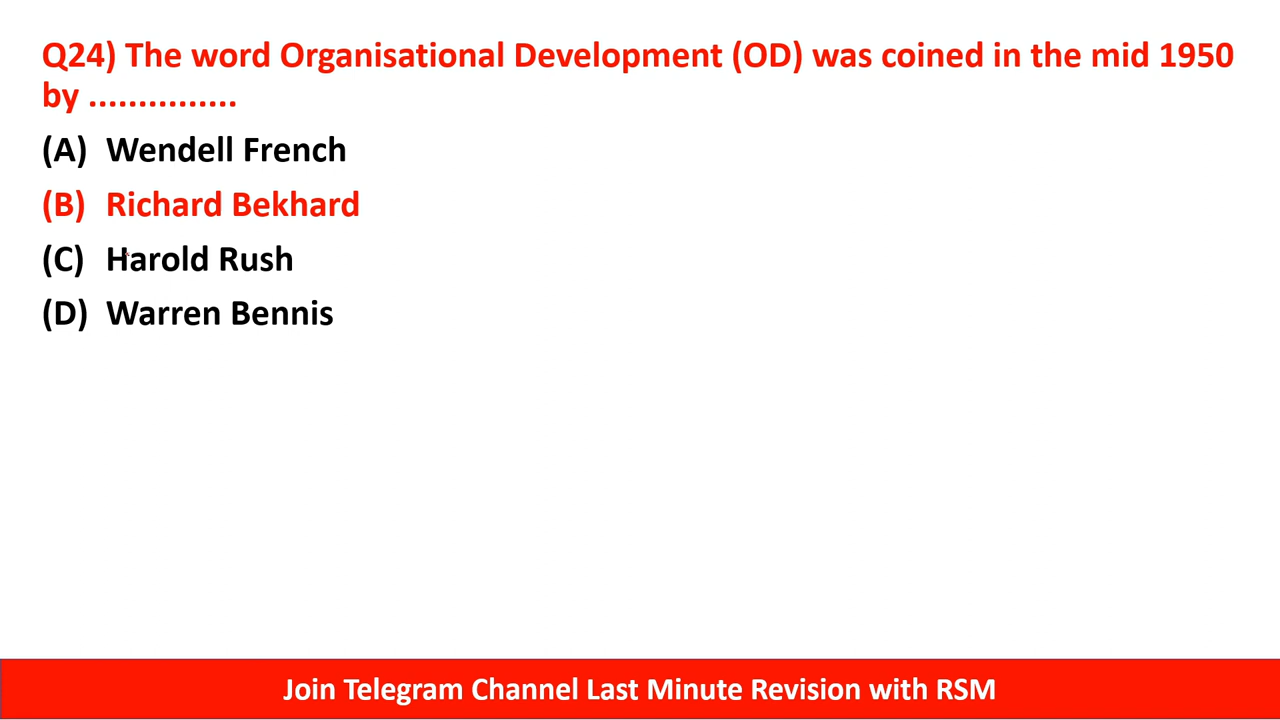 Q24) The word Organisational Development (OD) was coined in the mid 1950
by ...............
(A) Wendell French
(B) Richard Bekhard
(C) Harold Rush
(D) Warren Bennis
Join Telegram Channel Last Minute Revision with RSM